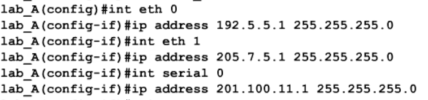 lab_A(config)#int eth 0
lab_A(config-if)#ip address 192.5.5.1 255.255.255.0
lab_A(config-if)#int eth 1
lab_A(config-if)#ip address 205.7.5.1 255.255.255.0
lab_A(config-if)#int serial 0
lab_A(config-if)#ip address 201.100.11.1 255.255.255.0